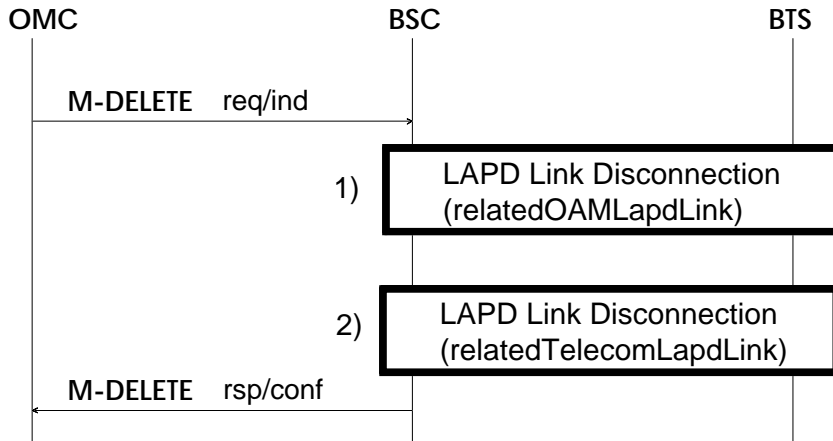 OMC BSC BTS
M-DELETE req/ind
1) LAPD Link Disconnection
(relatedOAMLapdLink)
2) LAPD Link Disconnection
(relatedTelecomLapdLink)
M-DELETE rsp/conf